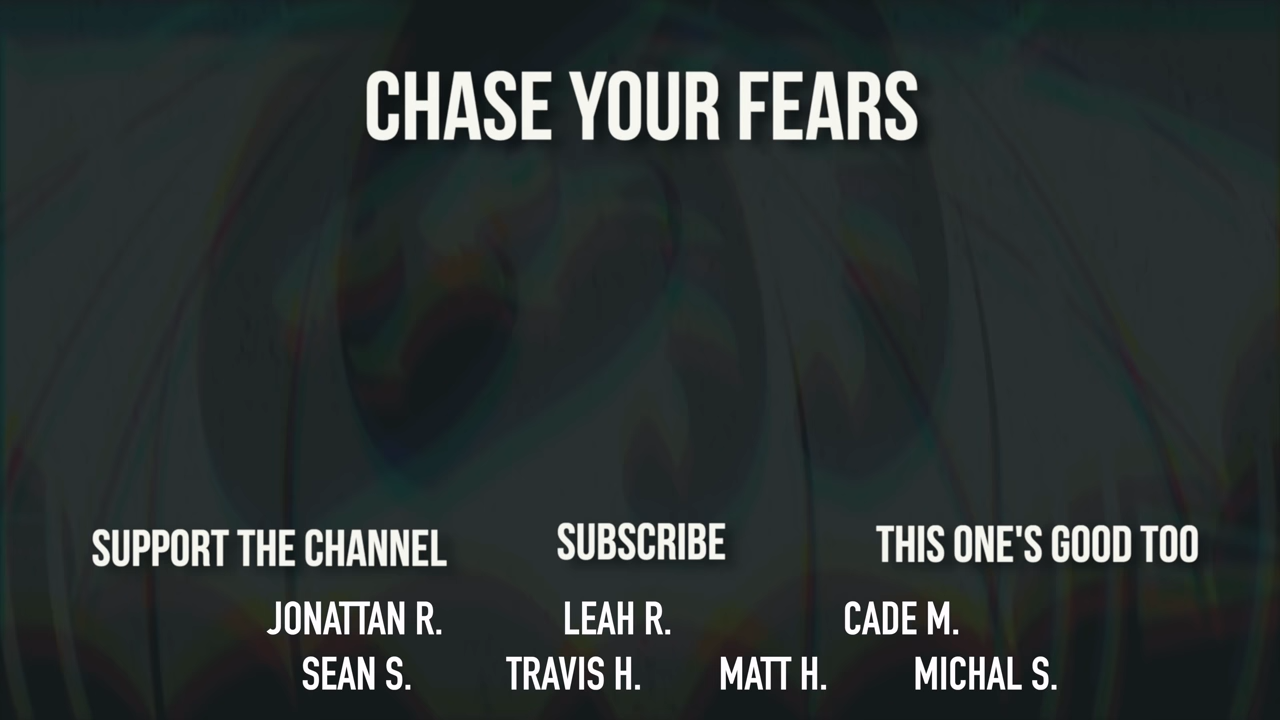 CHASE YOUR FEARS
SUPPORT THE CHANNEL
SUBSCRIBE
THIS ONE'S GOOD TOO
JONATTAN R. LEAH R. CADE M.
SEAN S. TRAVIS H. MATT H. MICHAL S.